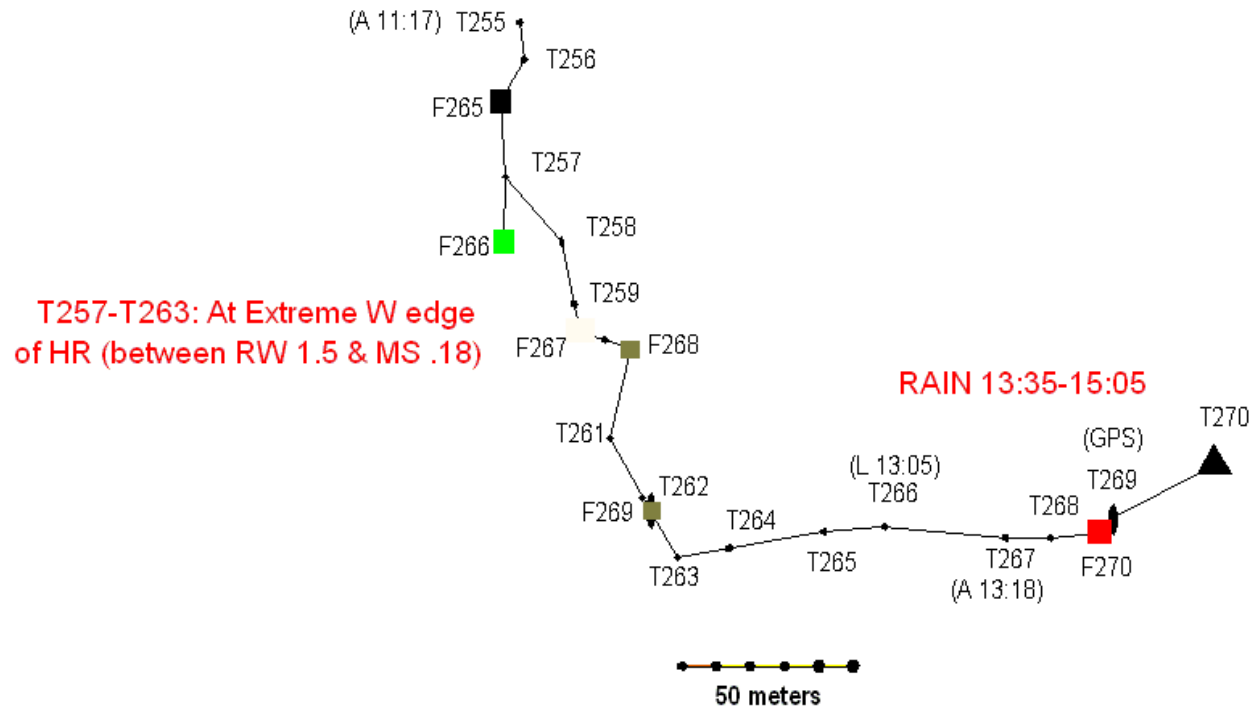 (A 11:17) T255
T256
F265
T257
T258
F266
T259
T257-T263: At Extreme W edge
of HR (between RW 1.5 & MS .18)
F267
F268
RAIN 13:35-15:05
T270
T261
(GPS)
(L 13:05)
T269
T262
T266
T268
F269
T264
T265
T267
F270
T263
(A 13:18)
50 meters